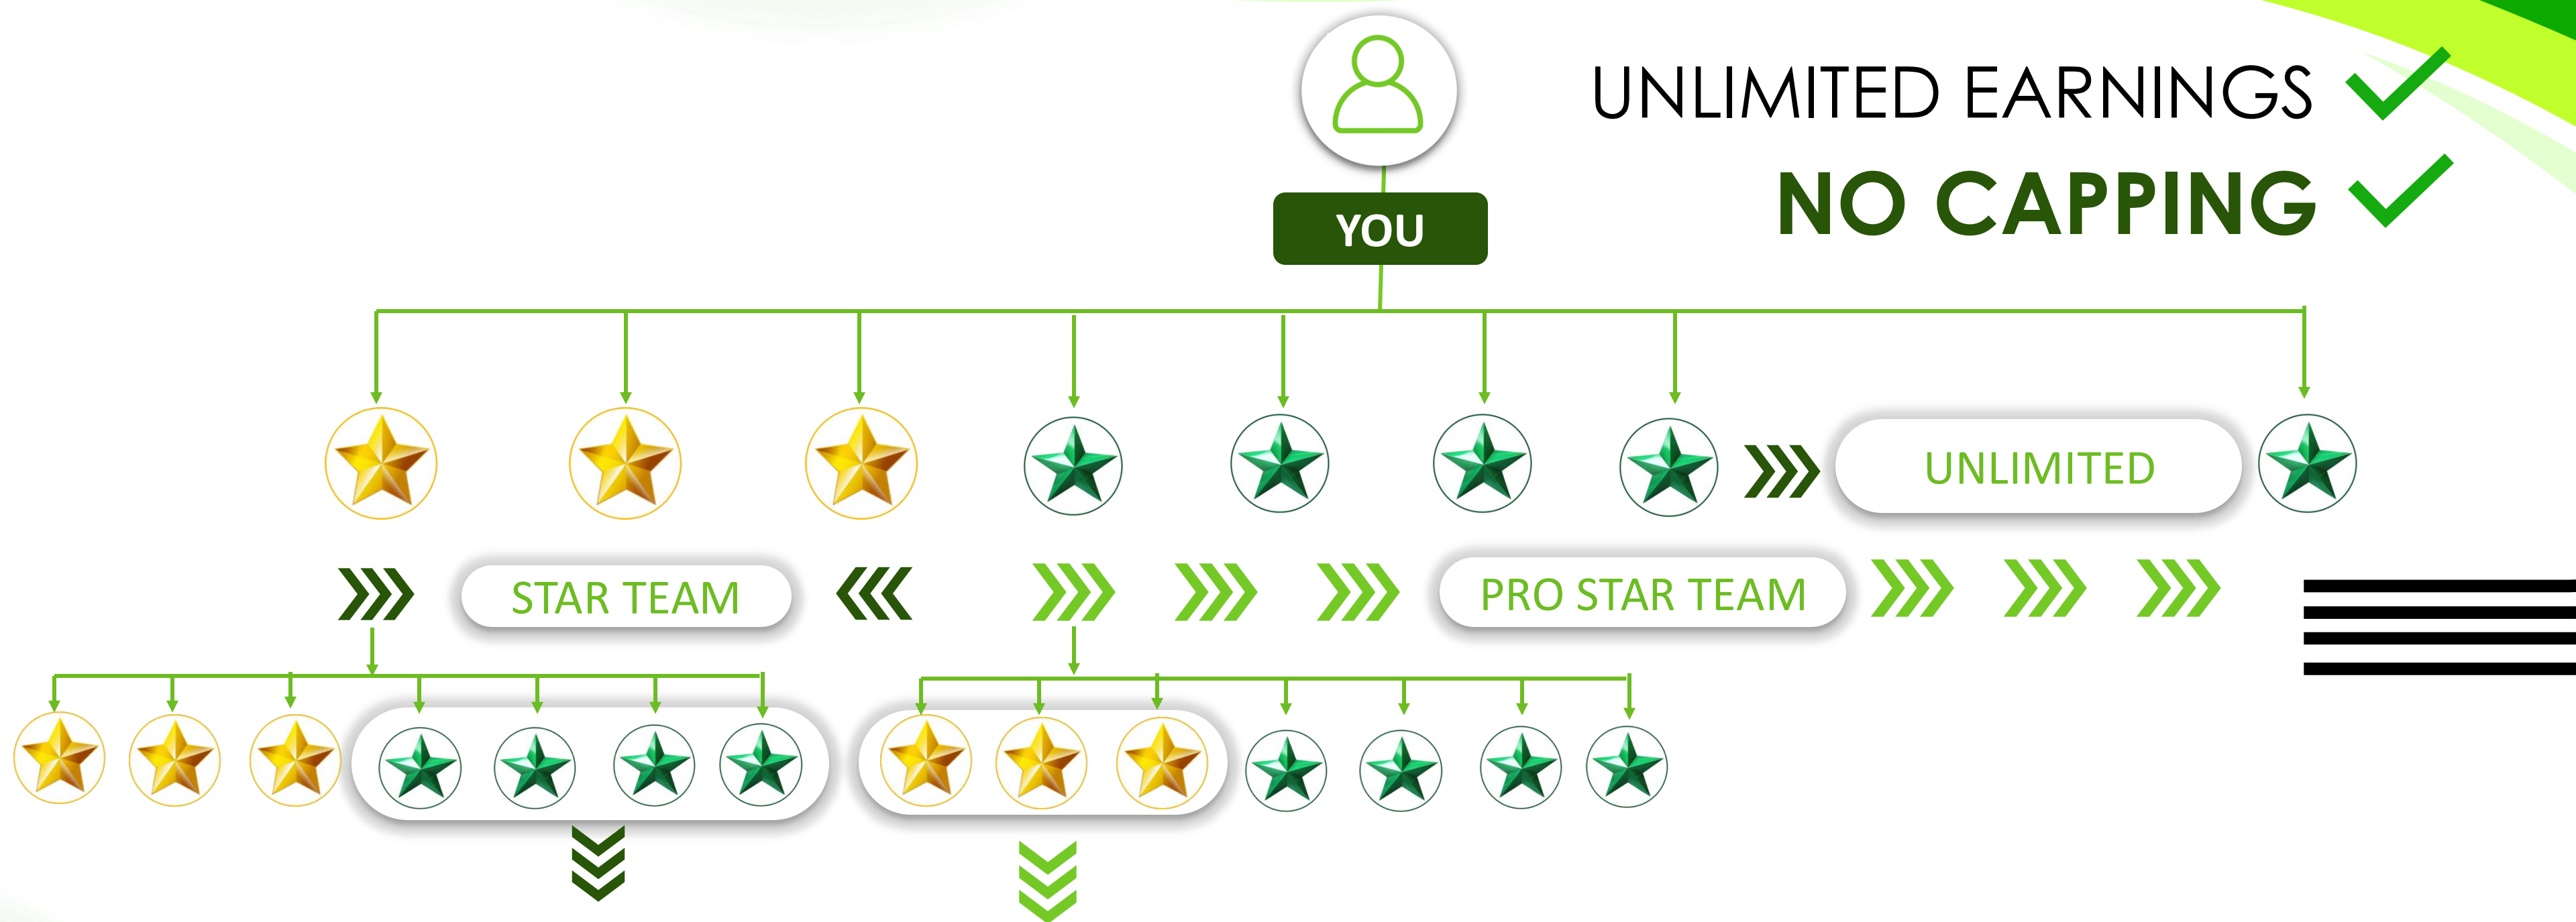 UNLIMITED EARNINGS
NO CAPPING
YOU
UNLIMITED
STAR TEAM
PRO STAR TEAM